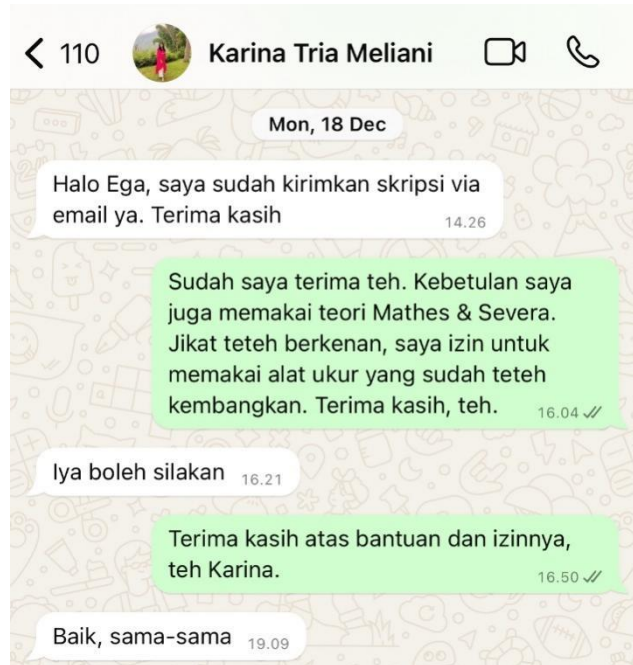 110
Karina Tria Meliani
Mon, 18 Dec
Halo Ega, saya sudah kirimkan skripsi via
email ya. Terima kasih
14.26
Sudah saya terima teh. Kebetulan saya
juga memakai teori Mathes & Severa.
Jikat teteh berkenan, saya izin untuk
memakai alat ukur yang sudah teteh
kembangkan. Terima kasih, teh.
16.04
Iya boleh silakan
16.21
Terima kasih atas bantuan dan izinnya,
teh Karina.
16.50
Baik, sama-sama
19.09